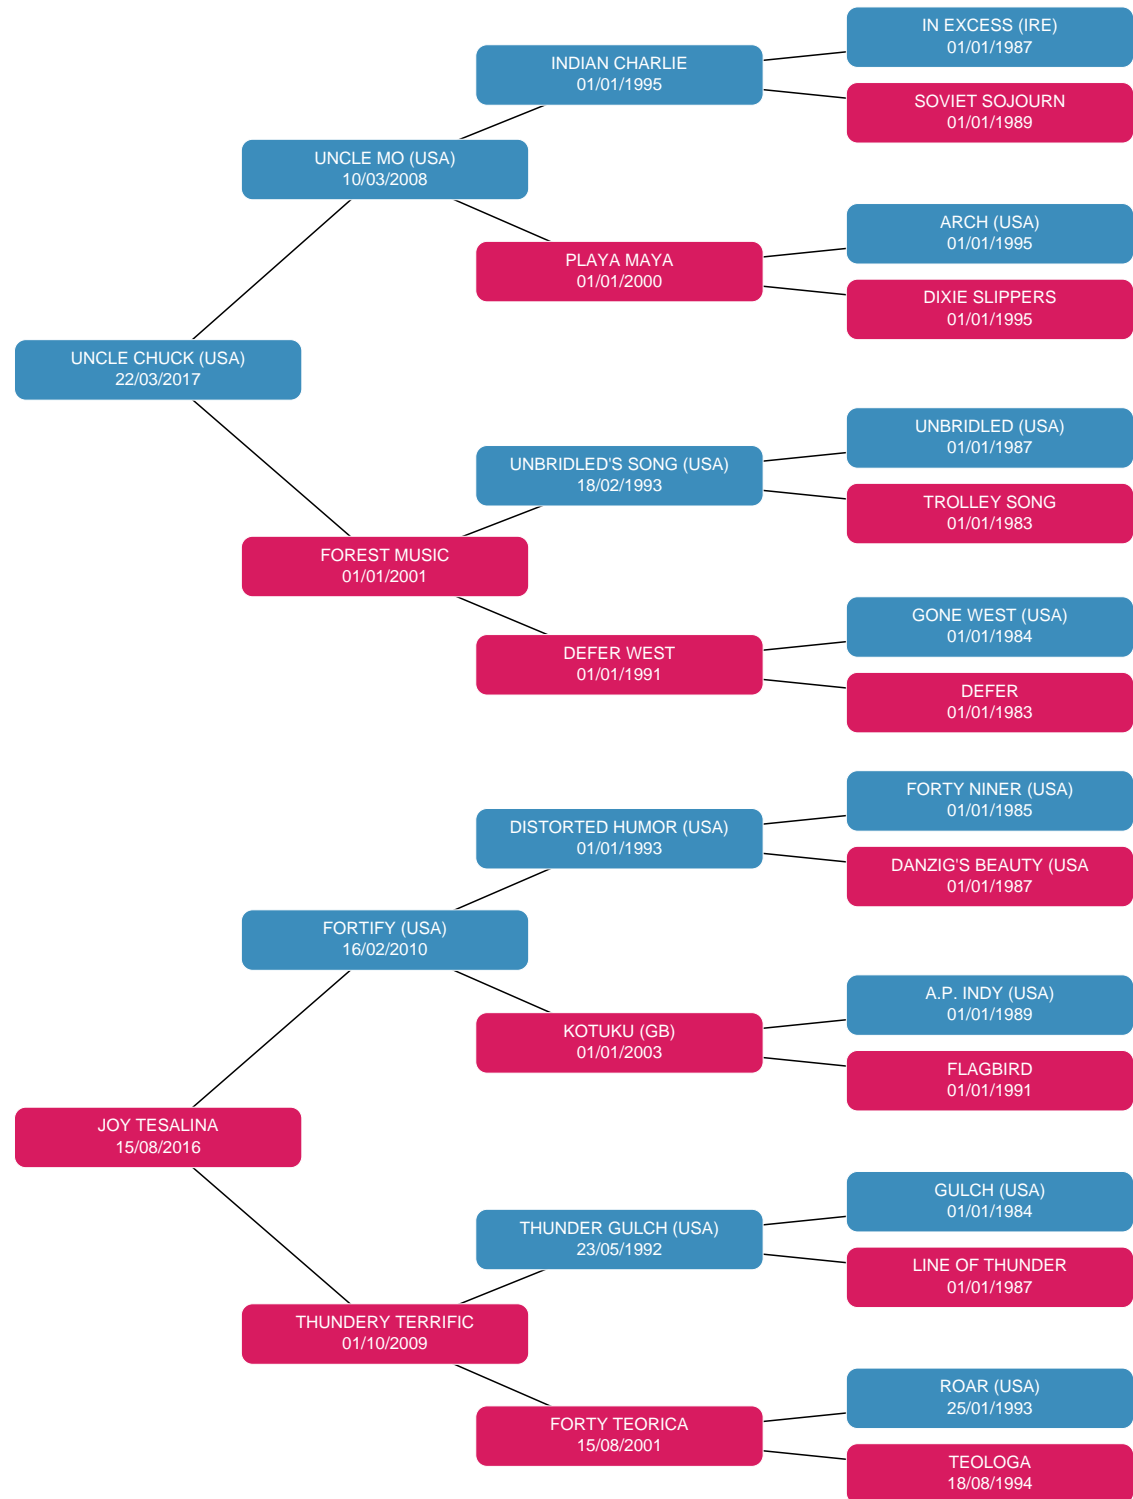 IN EXCESS (IRE)
01/01/1987
INDIAN CHARLIE
01/01/1995
SOVIET SOJOURN
01/01/1989
UNCLE MO (USA)
10/03/2008
ARCH (USA)
01/01/1995
PLAYA MAYA
01/01/2000
DIXIE SLIPPERS
01/01/1995
UNCLE CHUCK (USA)
22/03/2017
UNBRIDLED (USA)
01/01/1987
UNBRIDLED'S SONG (USA)
18/02/1993
TROLLEY SONG
01/01/1983
FOREST MUSIC
01/01/2001
GONE WEST (USA)
01/01/1984
DEFER WEST
01/01/1991
DEFER
01/01/1983
FORTY NINER (USA)
01/01/1985
DISTORTED HUMOR (USA)
01/01/1993
DANZIG'S BEAUTY (USA
01/01/1987
FORTIFY (USA)
16/02/2010
A.P. INDY (USA)
01/01/1989
KOTUKU (GB)
01/01/2003
FLAGBIRD
01/01/1991
JOY TESALINA
15/08/2016
GULCH (USA)
01/01/1984
THUNDER GULCH (USA)
23/05/1992
LINE OF THUNDER
01/01/1987
THUNDERY TERRIFIC
01/10/2009
ROAR (USA)
25/01/1993
FORTY TEORICA
15/08/2001
TEOLOGA
18/08/1994